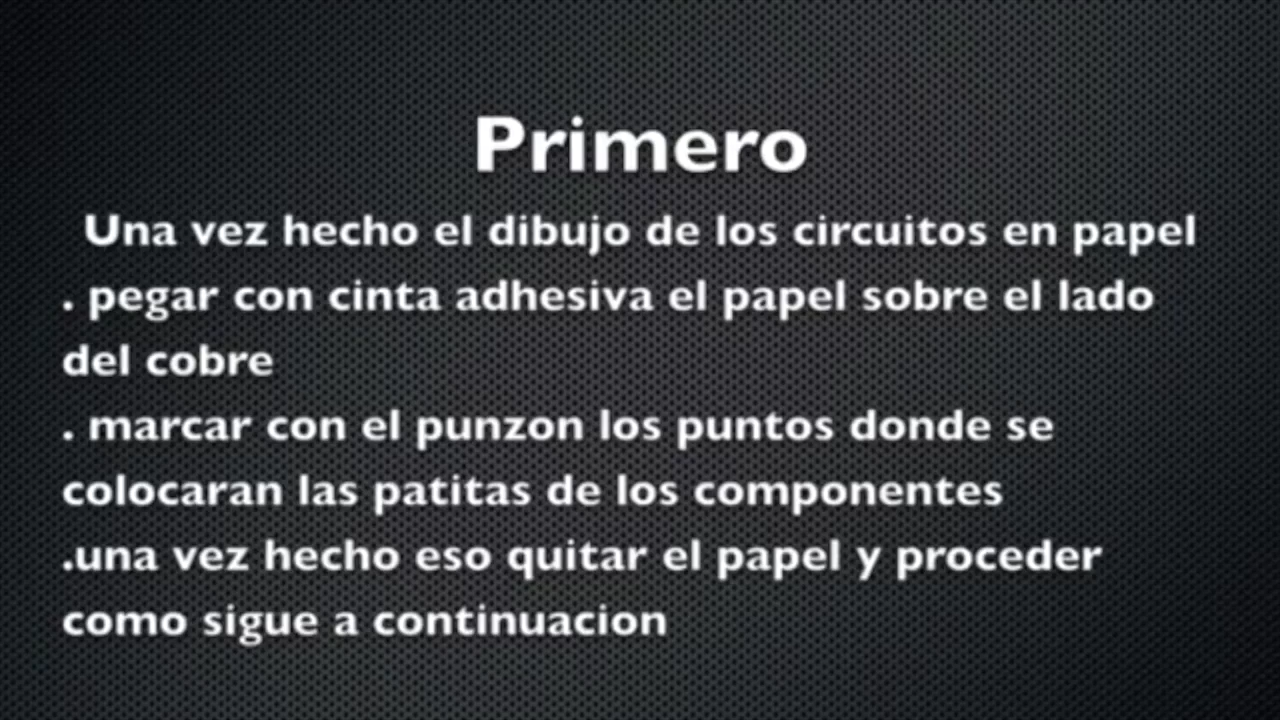 Primero
Una vez hecho el dibujo de los circuitos en papel
. pegar con cinta adhesiva el papel sobre el lado
del cobre
. marcar con el punzon los puntos donde se
colocaran las patitas de los componentes
.una vez hecho eso quitar el papel y proceder
como sigue a continuacion